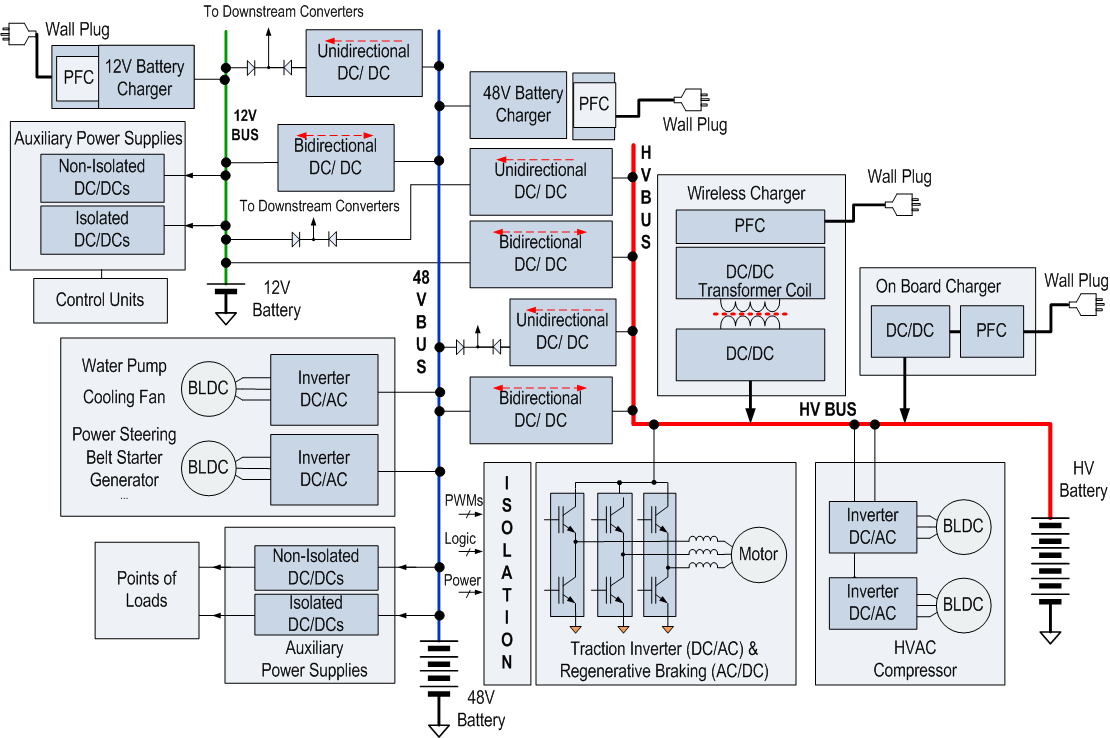 To Downstream Converters
Wall Plug
PFC
12V Battery
Charger
Unidirectional
DC/ DC
48V Battery
Charger
PFC
Wall Plug
12V
BUS
Auxiliary Power Supplies
Non-Isolated
DC/DCs
Isolated
DC/DCs
Control Units
Bidirectional
DC/ DC
To Downstream Converters
12V
Battery
Unidirectional
DC/ DC
Bidirectional
DC/ DC
Unidirectional
DC/ DC
Bidirectional
DC/ DC
H
V
B
U
S
48
V
B
U
S
Wireless Charger
PFC
DC/DC
Transformer Coil
DC/DC
Wall Plug
On Board Charger
DC/DC
PFC
Wall Plug
HV BUS
Water Pump
Cooling Fan
BLDC
Inverter
DC/AC
Power Steering
Belt Starter
Generator
...
BLDC
Inverter
DC/AC
Points of
Loads
Non-Isolated
DC/DCs
Isolated
DC/DCs
Auxiliary
Power Supplies
48V
Battery
PWMs
Logic
Power
I
S
O
L
A
T
I
O
N
Motor
Traction Inverter (DC/AC) &
Regenerative Braking (AC/DC)
Inverter
DC/AC
BLDC
Inverter
DC/AC
BLDC
HVAC
Compressor
HV
Battery